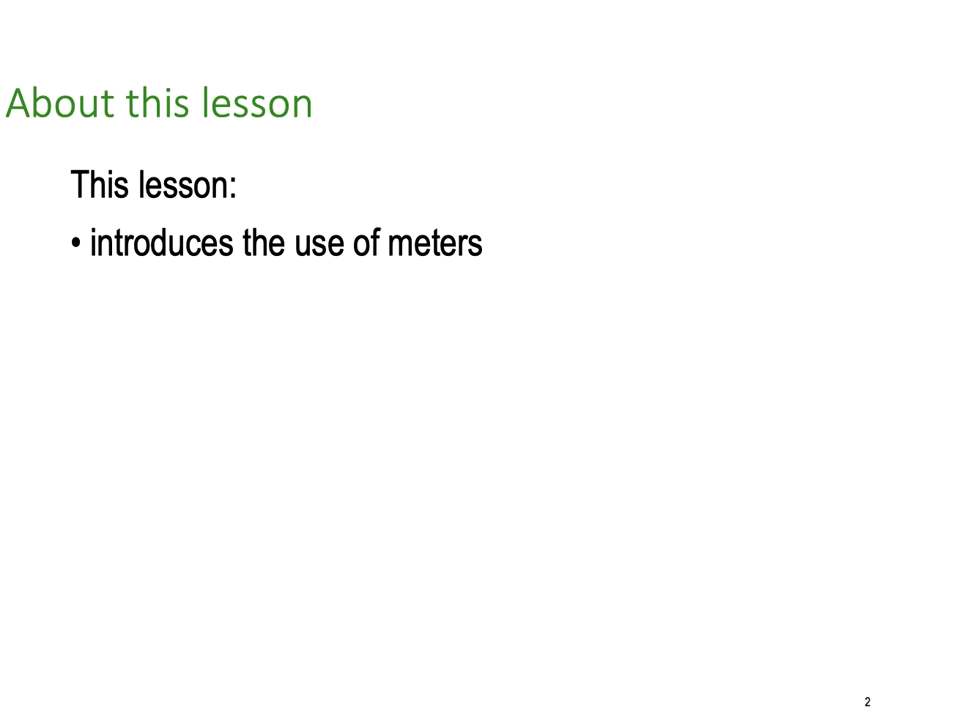 About this lesson
This lesson:
• introduces the use of meters
2